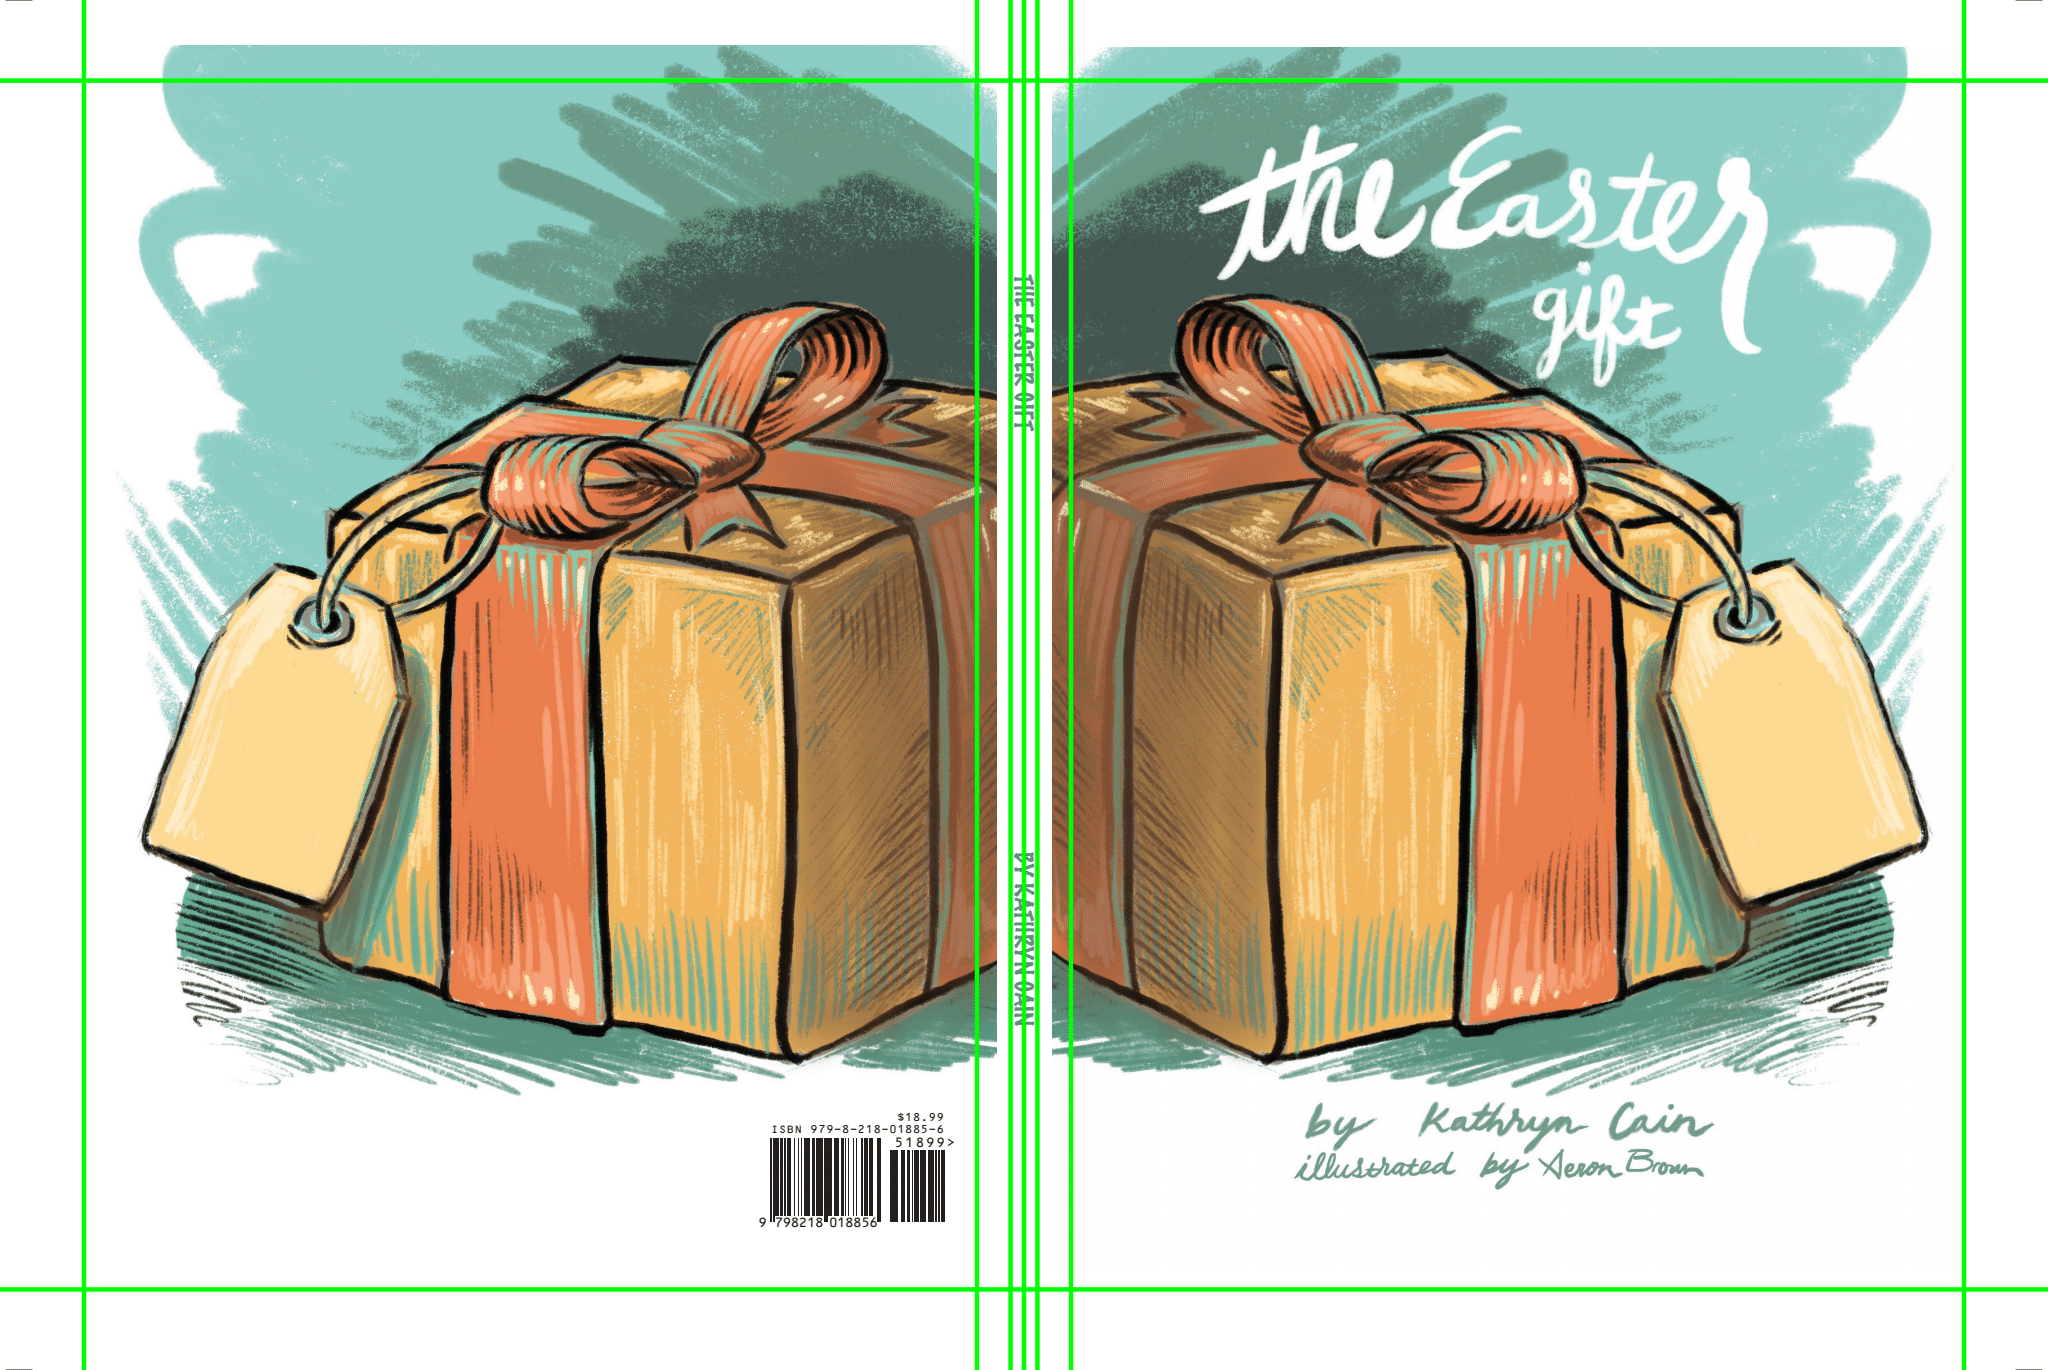 $18.99
ISBN 979-8-218-01885-6
51899>
9 798218 018856
THE EASTER GIFT
BY KATHRYN CAIN
the Easter
gift
by Kathryn Cain
illustrated by Aeron Brown